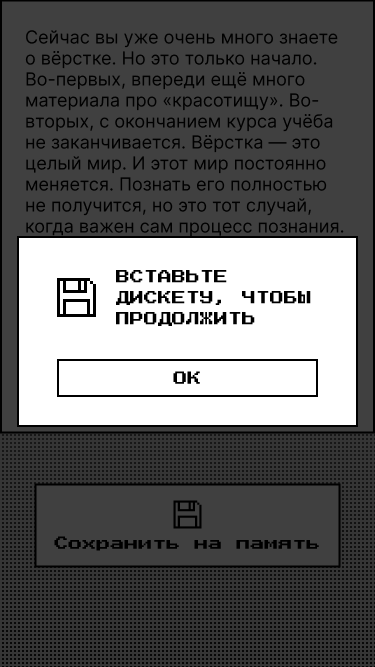 Сейчас вы уже очень много знаете
о вёрстке. Но это только начало.
Во-первых, впереди ещё много
материала про «красотищу». Во-
вторых, с окончанием курса учёба
не заканчивается. Вёрстка — это
целый мир. И этот мир постоянно
меняется. Познать его полностью
не получится, но это тот случай,
когда важен сам процесс познания.
ВСТАВЬТЕ
ДИСКЕТУ, ЧТОБЫ
ПРОДОЛЖИТЬ
ОК
Сохранить на память